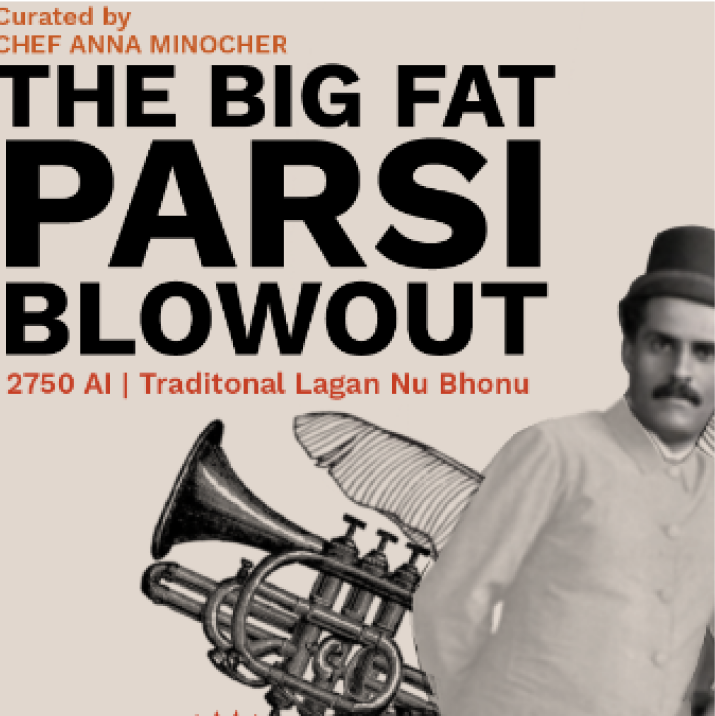 Curated by
CHEF ANNA MINOCHER
THE BIG FAT
PARSI
BLOWOUT
2750 AI | Traditonal Lagan Nu Bhonu